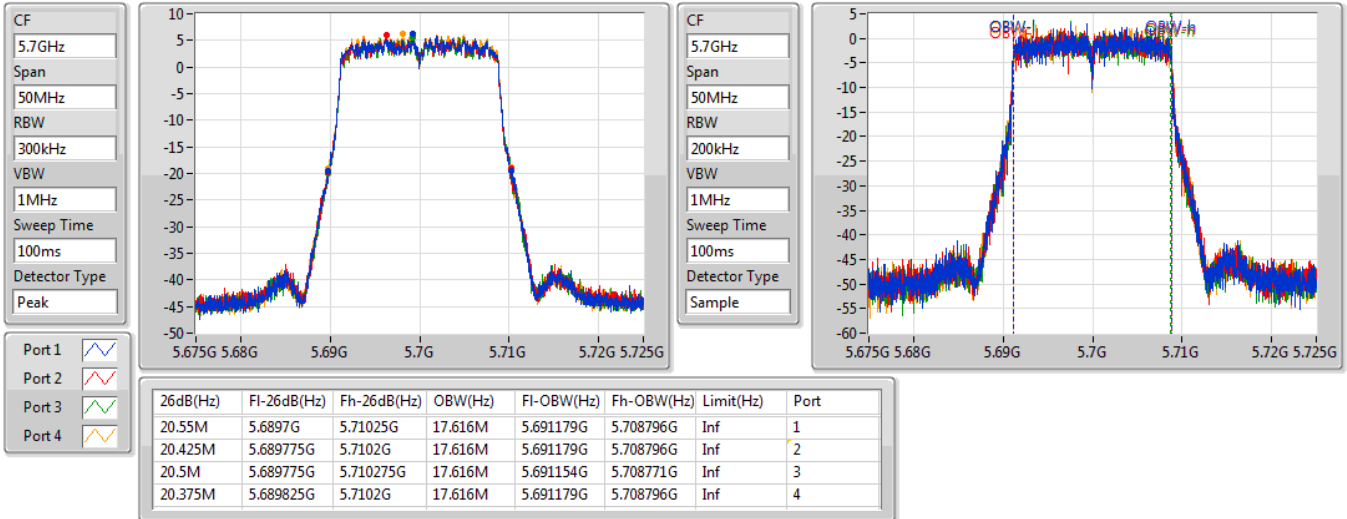 CF
5.7GHz
Span
50MHz
RBW
300kHz
VBW
1MHz
Sweep Time
100ms
Detector Type
Peak
10
5
0
-5
-10
-15
-20
-25
-30
-35
-40
-45
-50
5.675G 5.68G 5.69G 5.7G 5.71G 5.72G 5.725G
CF
5.7GHz
Span
50MHz
RBW
200kHz
VBW
1MHz
Sweep Time
100ms
Detector Type
Sample
5
0
-5
-10
-15
-20
-25
-30
-35
-40
-45
-50
-55
-60
OBW-l OBW-h
5.675G 5.68G 5.69G 5.7G 5.71G 5.72G 5.725G
Port 1
Port 2
Port 3
Port 4
26dB(Hz) Fl-26dB(Hz) Fh-26dB(Hz) OBW(Hz) Fl-OBW(Hz) Fh-OBW(Hz) Limit(Hz) Port
20.55M 5.6897G 5.71025G 17.616M 5.691179G 5.708796G Inf 1
20.425M 5.689775G 5.7102G 17.616M 5.691179G 5.708796G Inf 2
20.5M 5.689775G 5.710275G 17.616M 5.691154G 5.708771G Inf 3
20.375M 5.689825G 5.7102G 17.616M 5.691179G 5.708796G Inf 4